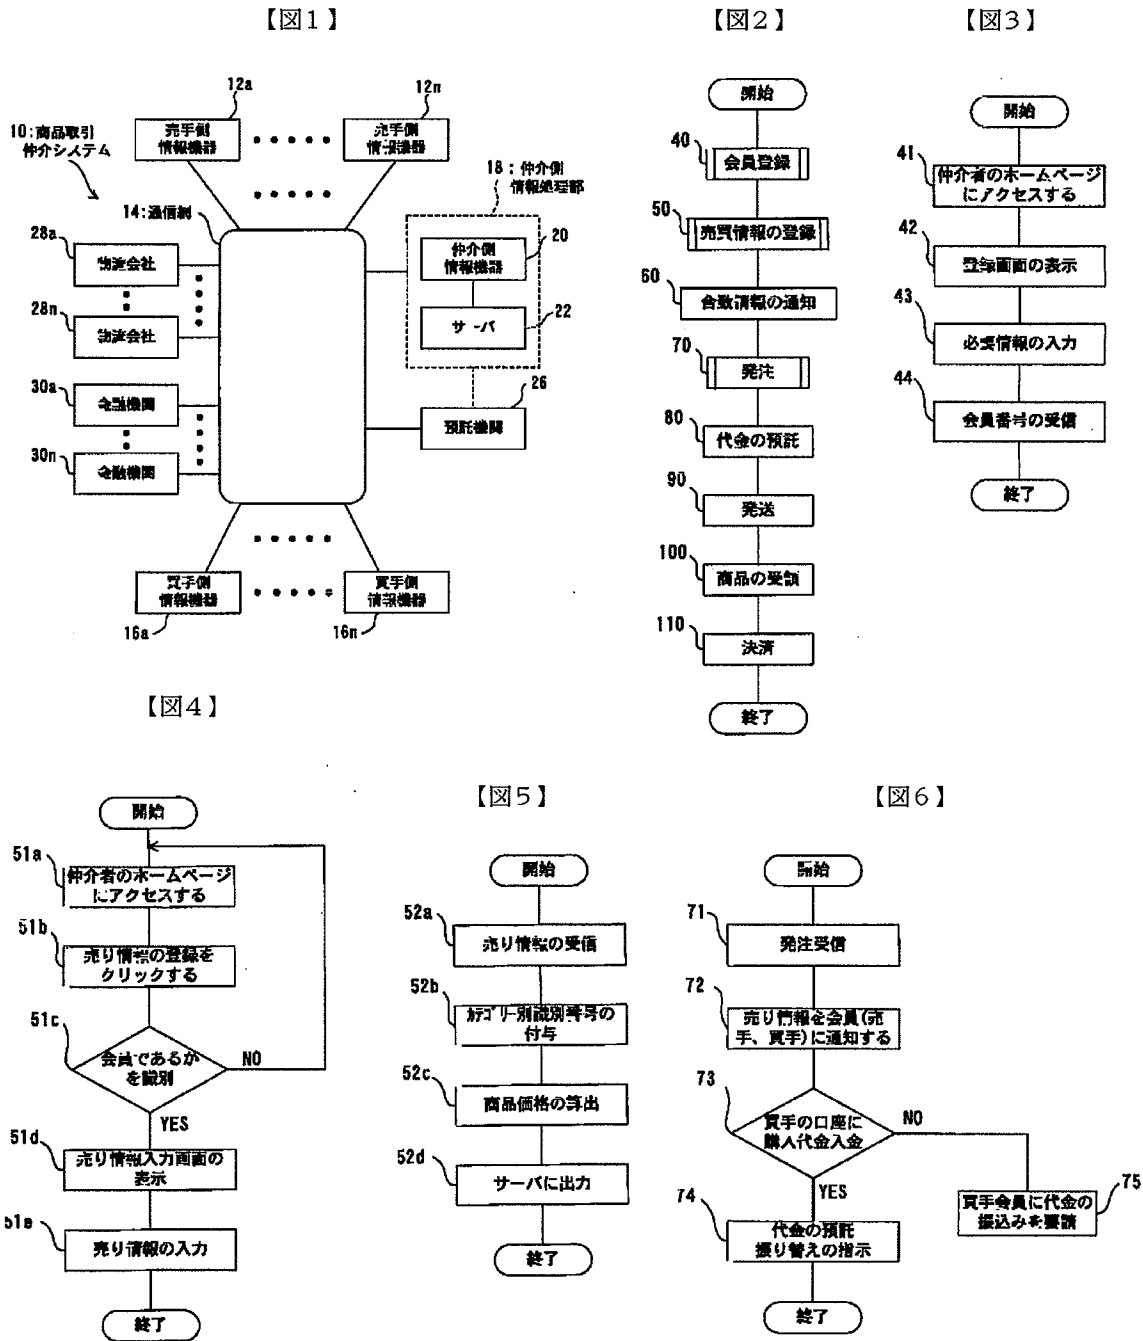 【図1】
12a
12n
10:商品取引
仲介システム
売手側
情報機器
売手側
情報機器
18:仲介側
情報処理部
14:通信網
28a
物流会社
28n
物流会社
30a
金融機関
30n
金融機関
仲介側
情報機器
20
サーバ
22
26
預託機関
買手側
情報機器
買手側
情報機器
16a
16n
【図2】
開始
40
会員登録
50
売買情報の登録
60
合致情報の通知
70
発注
80
代金の預託
90
発送
100
商品の受領
110
決済
終了
【図3】
開始
41
仲介者のホームページ
にアクセスする
42
登録画面の表示
43
必要情報の入力
44
会員番号の受信
終了
【図4】
開始
51a
仲介者のホームページ
にアクセスする
51b
売り情報の登録を
クリックする
51c
会員であるか
を識別
NO
YES
51d
売り情報入力画面の
表示
51e
売り情報の入力
終了
【図5】
開始
52a
売り情報の受信
52b
ｶﾃｺﾞﾘｰ別識別番号の
付与
52c
商品価格の算出
52d
サーバに出力
終了
【図6】
開始
71
発注受信
72
売り情報を会員(売
手、買手)に通知する
73
買手の口座に
購入代金入金
NO
YES
74
代金の預託
振り替えの指示
75
買手会員に代金の
振込みを要請
終了